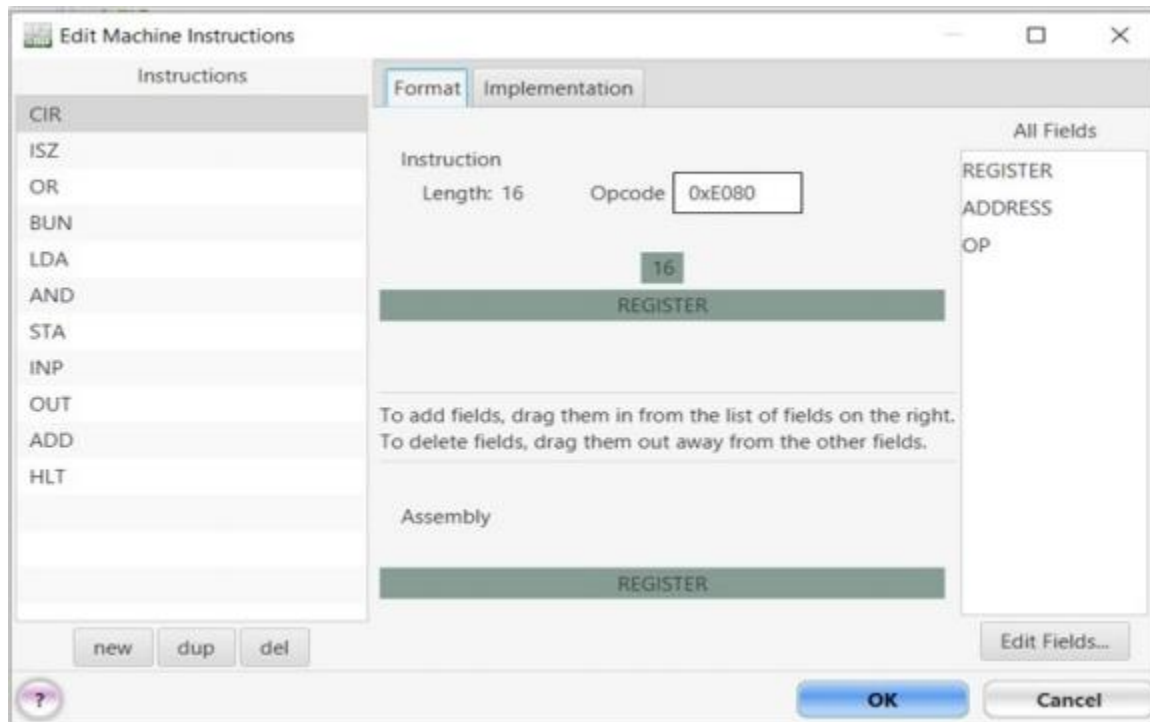 Edit Machine Instructions
Instructions
CIR
ISZ
OR
BUN
LDA
AND
STA
INP
OUT
ADD
HLT
new dup del
Format Implementation
Instruction
Length: 16 Opcode 0xE080
16
REGISTER
To add fields, drag them in from the list of fields on the right.
To delete fields, drag them out away from the other fields.
Assembly
REGISTER
All Fields
REGISTER
ADDRESS
OP
Edit Fields...
?
OK Cancel